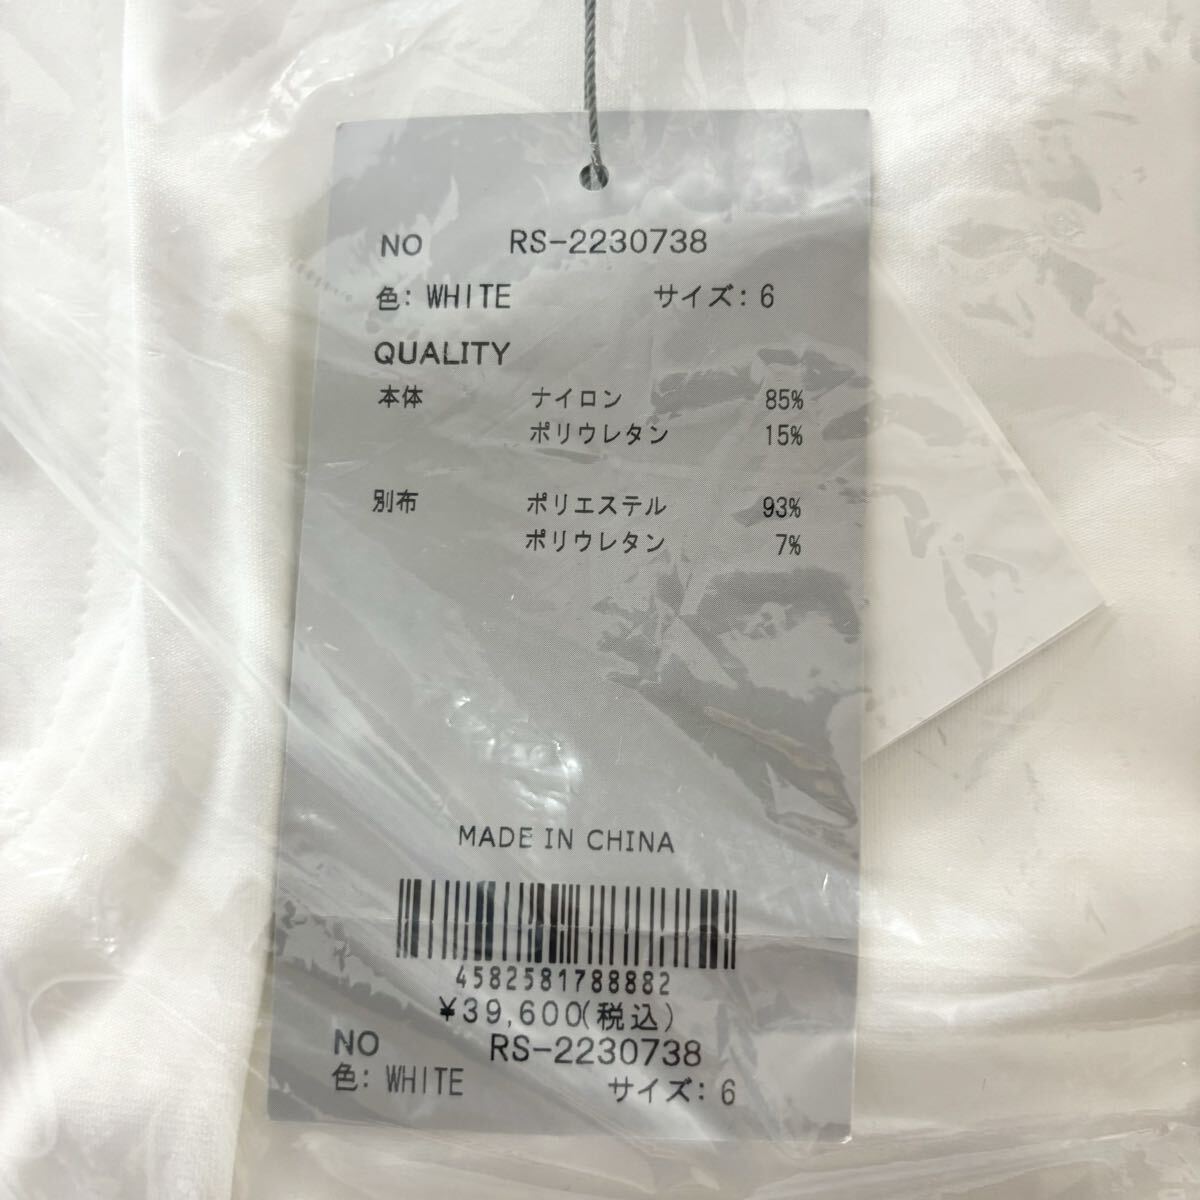 NO RS-2230738
色: WHITE サイズ: 6
QUALITY
本体 ナイロン 85%
ポリウレタン 15%
別布 ポリエステル 93%
ポリウレタン 7%
MADE IN CHINA
4582581788882
¥39,600(税込)
NO RS-2230738
色: WHITE サイズ: 6